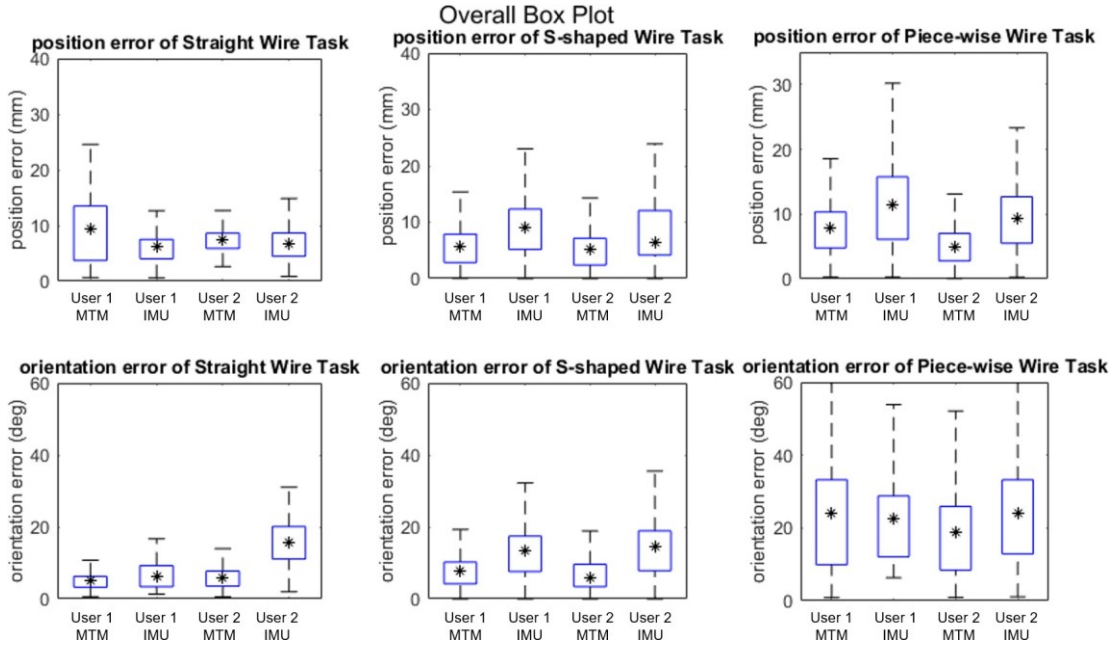 Overall Box Plot
position error of Straight Wire Task
position error (mm)
40
30
20
10
0
User 1 User 1 User 2 User 2
MTM IMU MTM IMU
position error of S-shaped Wire Task
position error (mm)
40
30
20
10
0
User 1 User 1 User 2 User 2
MTM IMU MTM IMU
position error of Piece-wise Wire Task
position error (mm)
30
20
10
0
User 1 User 1 User 2 User 2
MTM IMU MTM IMU
orientation error of Straight Wire Task
orientation error (deg)
60
40
20
0
User 1 User 1 User 2 User 2
MTM IMU MTM IMU
orientation error of S-shaped Wire Task
orientation error (deg)
60
40
20
0
User 1 User 1 User 2 User 2
MTM IMU MTM IMU
orientation error of Piece-wise Wire Task
orientation error (deg)
60
40
20
0
User 1 User 1 User 2 User 2
MTM IMU MTM IMU